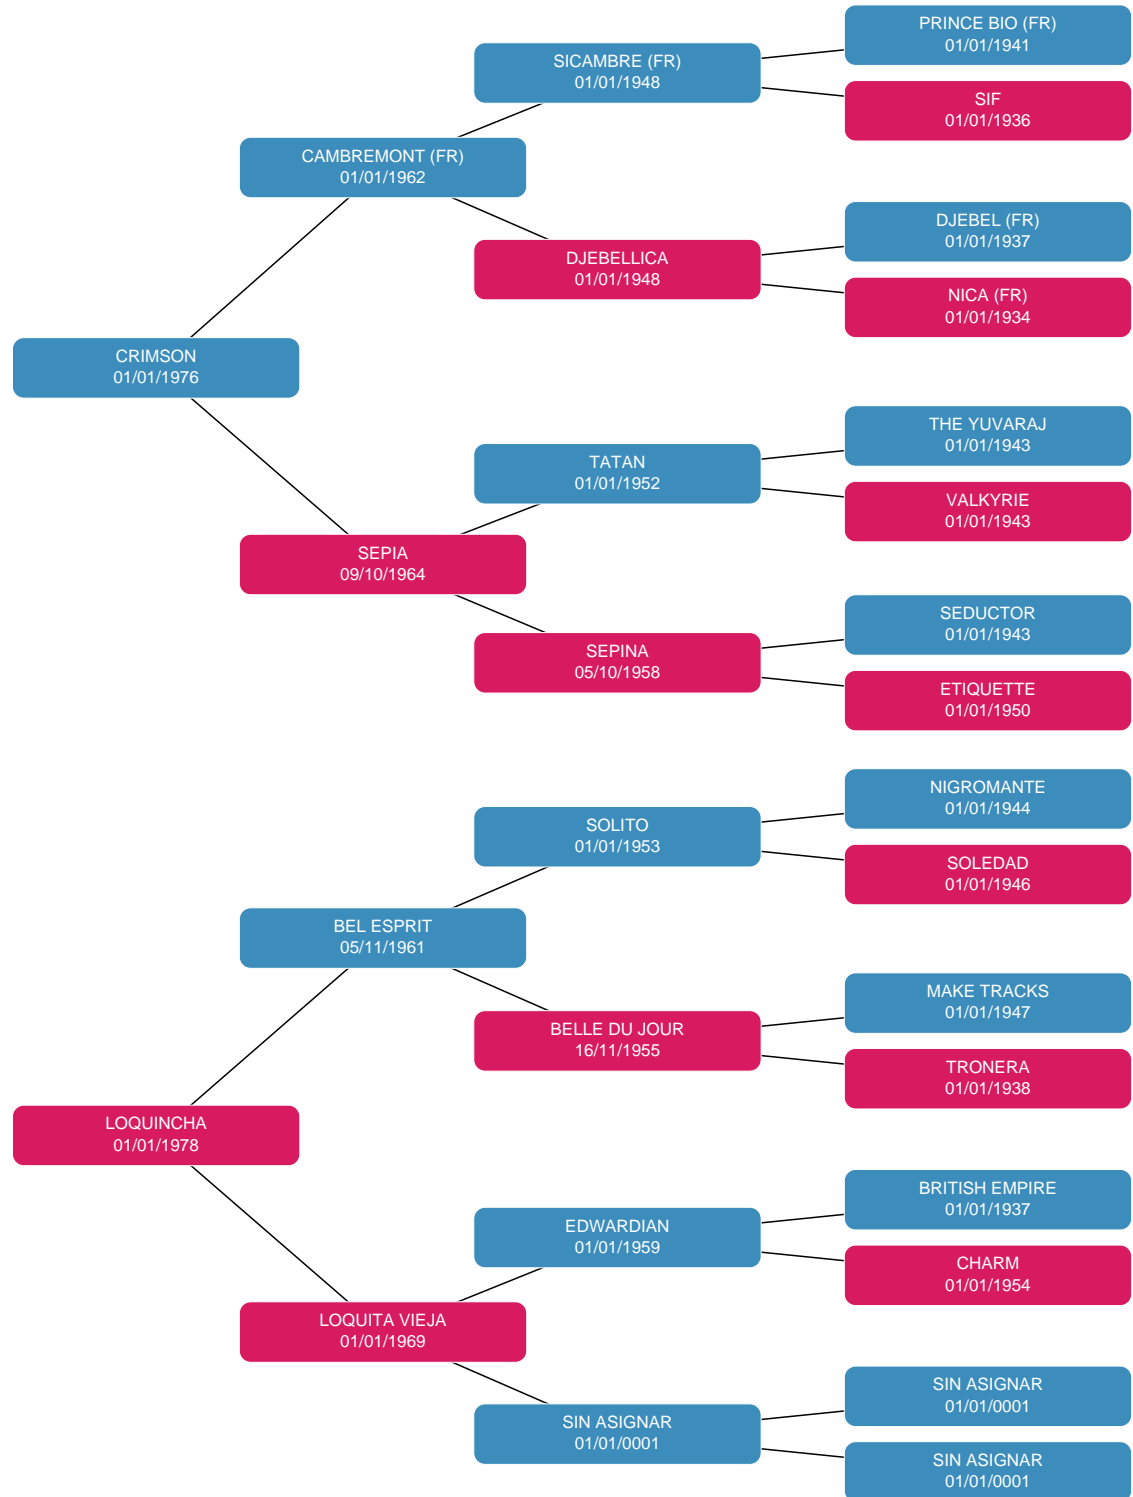 PRINCE BIO (FR)
01/01/1941
SICAMBRE (FR)
01/01/1948
SIF
01/01/1936
CAMBREMONT (FR)
01/01/1962
DJEBEL (FR)
01/01/1937
DJEBELLICA
01/01/1948
NICA (FR)
01/01/1934
CRIMSON
01/01/1976
THE YUVARAJ
01/01/1943
TATAN
01/01/1952
VALKYRIE
01/01/1943
SEPIA
09/10/1964
SEDUCTOR
01/01/1943
SEPINA
05/10/1958
ETIQUETTE
01/01/1950
NIGROMANTE
01/01/1944
SOLITO
01/01/1953
SOLEDAD
01/01/1946
BEL ESPRIT
05/11/1961
MAKE TRACKS
01/01/1947
BELLE DU JOUR
16/11/1955
TRONERA
01/01/1938
LOQUINCHA
01/01/1978
BRITISH EMPIRE
01/01/1937
EDWARDIAN
01/01/1959
CHARM
01/01/1954
LOQUITA VIEJA
01/01/1969
SIN ASIGNAR
01/01/0001
SIN ASIGNAR
01/01/0001
SIN ASIGNAR
01/01/0001